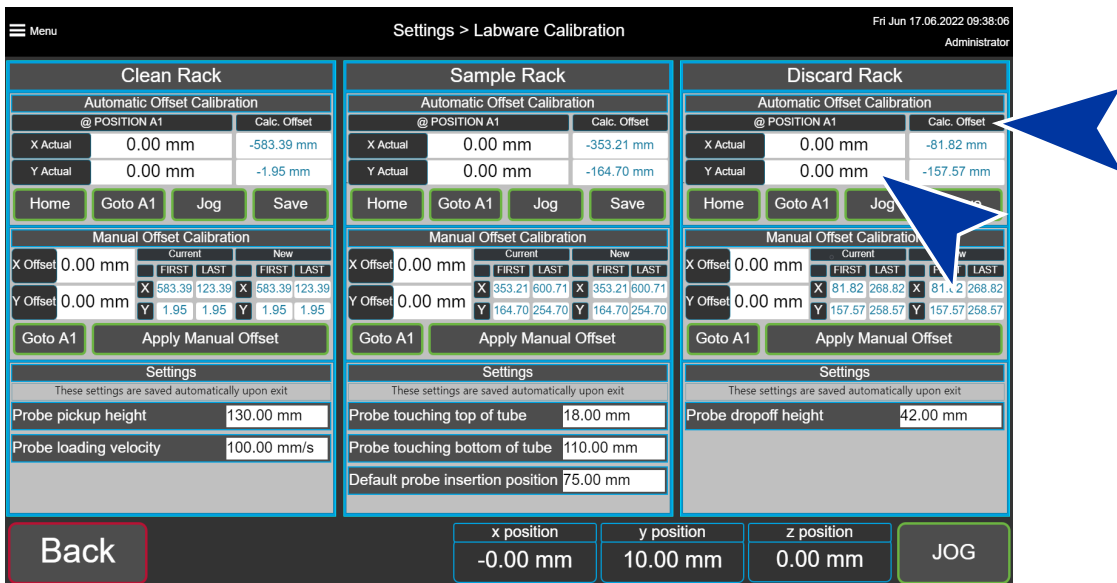 Menu
Settings > Labware Calibration
Fri Jun 17.06.2022 09:38:06
Administrator
Clean Rack
Automatic Offset Calibration
@ POSITION A1 Calc. Offset
X Actual 0.00 mm -583.39 mm
Y Actual 0.00 mm -1.95 mm
Home Goto A1 Jog Save
Manual Offset Calibration
Current New
X Offset 0.00 mm FIRST LAST FIRST LAST
X 583.39 123.39 X 583.39 123.39
Y Offset 0.00 mm Y 1.95 1.95 Y 1.95 1.95
Goto A1 Apply Manual Offset
Settings
These settings are saved automatically upon exit
Probe pickup height 130.00 mm
Probe loading velocity 100.00 mm/s
Sample Rack
Automatic Offset Calibration
@ POSITION A1 Calc. Offset
X Actual 0.00 mm -353.21 mm
Y Actual 0.00 mm -164.70 mm
Home Goto A1 Jog Save
Manual Offset Calibration
Current New
X Offset 0.00 mm FIRST LAST FIRST LAST
X 353.21 600.71 X 353.21 600.71
Y Offset 0.00 mm Y 164.70 254.70 Y 164.70 254.70
Goto A1 Apply Manual Offset
Settings
These settings are saved automatically upon exit
Probe touching top of tube 18.00 mm
Probe touching bottom of tube 110.00 mm
Default probe insertion position 75.00 mm
Discard Rack
Automatic Offset Calibration
@ POSITION A1 Calc. Offset
X Actual 0.00 mm -81.82 mm
Y Actual 0.00 mm -157.57 mm
Home Goto A1 Jog
Manual Offset Calibration
Current
X Offset 0.00 mm FIRST LAST LAST
X 81.82 268.82 X 268.82
Y Offset 0.00 mm Y 157.57 258.57 Y 157.57 258.57
Goto A1 Apply Manual Offset
Settings
These settings are saved automatically upon exit
Probe dropoff height 42.00 mm
Back
x position y position z position
-0.00 mm 10.00 mm 0.00 mm
JOG